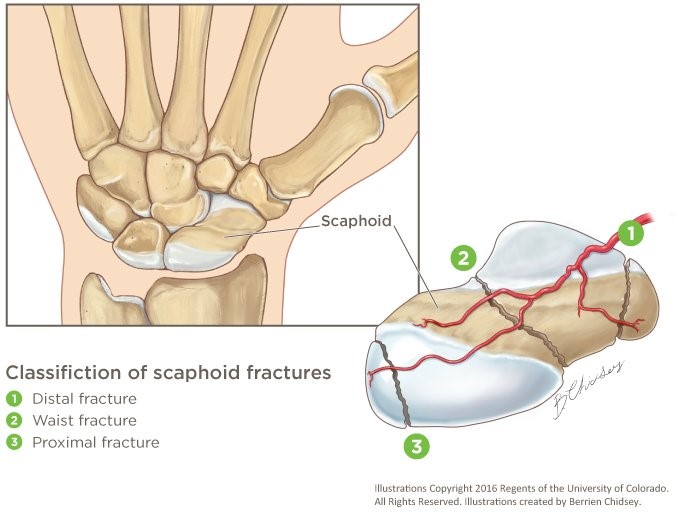 Scaphoid
1
2
3
Classifiction of scaphoid fractures
1 Distal fracture
2 Waist fracture
3 Proximal fracture
B Chidsey
Illustrations Copyright 2016 Regents of the University of Colorado.
All Rights Reserved. Illustrations created by Berrien Chidsey.